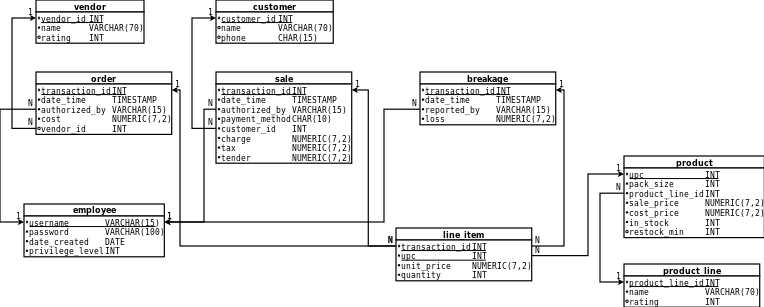 vendor
vendor_id INT
name VARCHAR(70)
rating INT
customer
customer_id INT
name VARCHAR(70)
phone CHAR(15)
order
transaction_id INT
date_time TIMESTAMP
authorized_by VARCHAR(15)
cost NUMERIC(7,2)
vendor_id INT
sale
transaction_id INT
date_time TIMESTAMP
authorized_by VARCHAR(15)
payment_method CHAR(10)
customer_id INT
charge NUMERIC(7,2)
tax NUMERIC(7,2)
tender NUMERIC(7,2)
breakage
transaction_id INT
date_time TIMESTAMP
reported_by VARCHAR(15)
loss NUMERIC(7,2)
product
upc INT
pack_size INT
product_line_id INT
sale_price NUMERIC(7,2)
cost_price NUMERIC(7,2)
in_stock INT
restock_min INT
employee
username VARCHAR(15)
password VARCHAR(100)
date_created DATE
privilege_level INT
line item
transaction_id INT
upc INT
unit_price NUMERIC(7,2)
quantity INT
product line
product_line_id INT
name VARCHAR(70)
rating INT
1
1
1
1
1
N
N
N
N
N
1
N
1
1
N
N
N
1